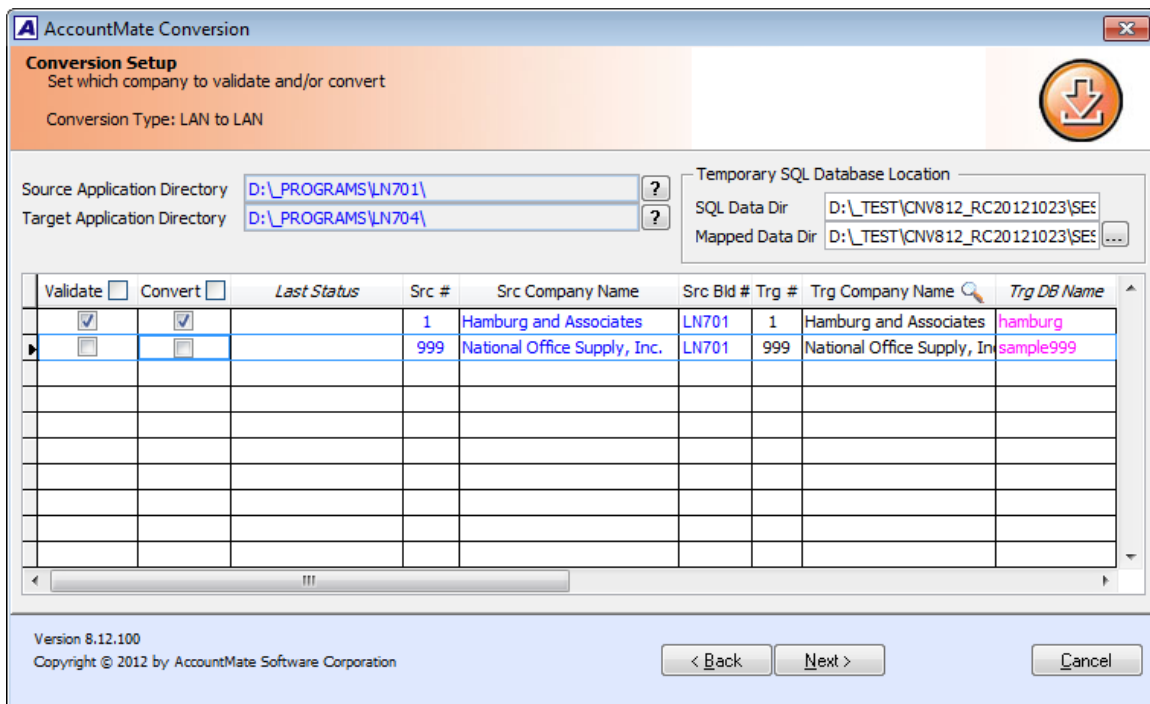 AccountMate Conversion
Conversion Setup
Set which company to validate and/or convert
Conversion Type: LAN to LAN
Source Application Directory D:\_PROGRAMS\LN701\ ?
Target Application Directory D:\_PROGRAMS\LN704\ ?
Temporary SQL Database Location
SQL Data Dir D:\_TEST\CNV812_RC20121023\SES
Mapped Data Dir D:\_TEST\CNV812_RC20121023\SES ...
Validate Convert Last Status Src # Src Company Name Src Bld # Trg # Trg Company Name Trg DB Name
1 Hamburg and Associates LN701 1 Hamburg and Associates hamburg
999 National Office Supply, Inc. LN701 999 National Office Supply, In sample999
Version 8.12.100
Copyright © 2012 by AccountMate Software Corporation
< Back Next > Cancel